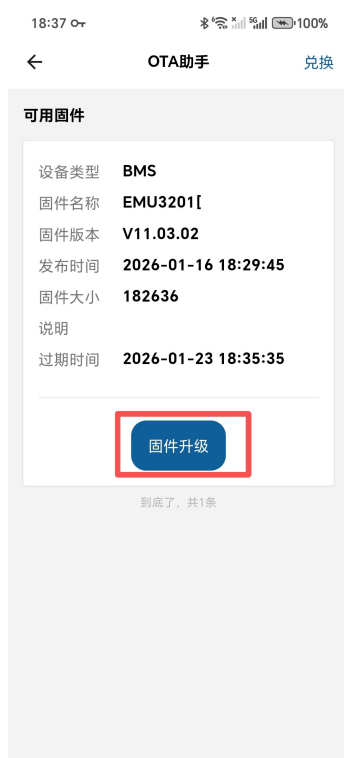 18:37 100%
OTA助手 兑换
可用固件
设备类型 BMS
固件名称 EMU3201[
固件版本 V11.03.02
发布时间 2026-01-16 18:29:45
固件大小 182636
说明
过期时间 2026-01-23 18:35:35
固件升级
到底了，共1条